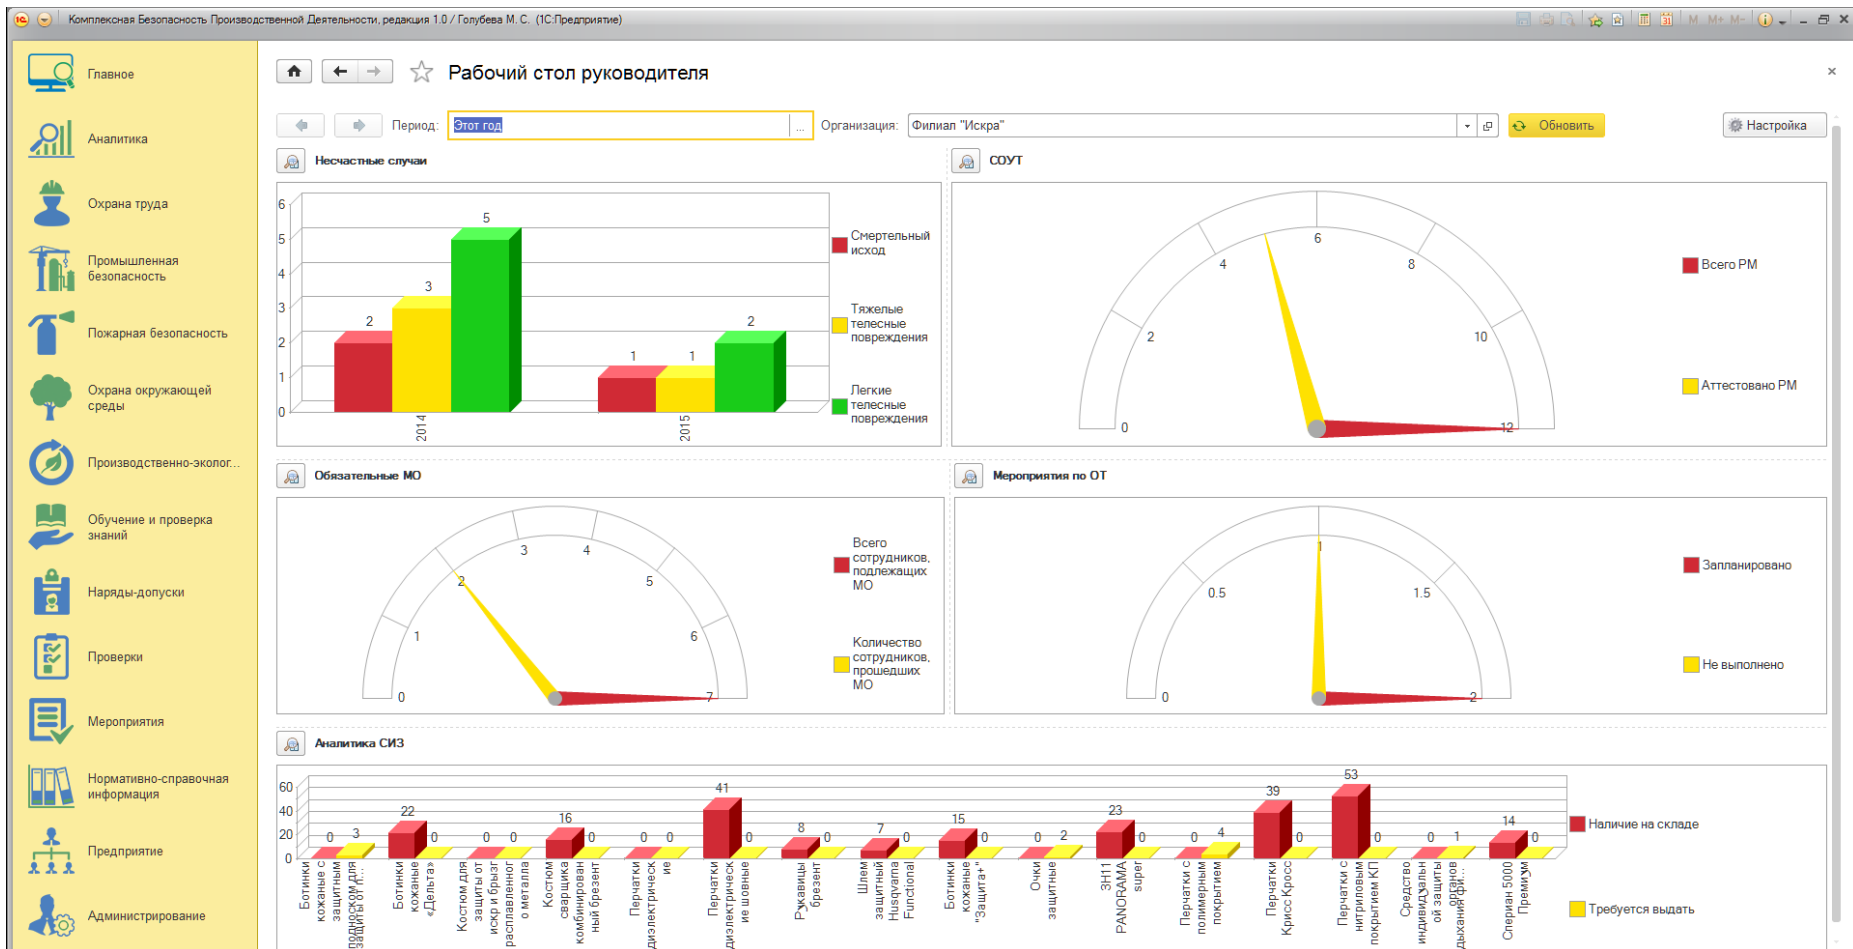 Комплексная Безопасность Производственной Деятельности, редакция 1.0 / Голубева М. С. (1С:Предприятие)
M M+ M-
Главное
Аналитика
Охрана труда
Промышленная
безопасность
Пожарная безопасность
Охрана окружающей
среды
Производственно-эколог...
Обучение и проверка
знаний
Наряды-допуски
Проверки
Мероприятия
Нормативно-справочная
информация
Предприятие
Администрирование
Рабочий стол руководителя
Период: Этот год ... Организация: Филиал "Искра" Обновить Настройка
Несчастные случаи
6
5
4
3
2
1
0
2 3 5
1 1 2
2014 2015
Смертельный
исход
Тяжелые
телесные
повреждения
Легкие
телесные
повреждения
СОУТ
0 2 4 6 8 10 12
Всего РМ
Аттестовано РМ
Обязательные МО
0 1 2 3 4 5 6 7
Всего
сотрудников,
подлежащих
МО
Количество
сотрудников,
прошедших
МО
Мероприятия по ОТ
0 0.5 1 1.5 2
Запланировано
Не выполнено
Аналитика СИЗ
60
40
20
0
0 3 22 0 0 0 16 0 0 0 41 0 8 0 7 0 15 0 0 2 23 0 0 4 39 0 53 0 0 1 14 0
Ботинки
кожаные с
защитным
подноском для
защиты от г...
Ботинки
кожаные
«Дельта»
Костюм для
защиты от
искр и брызг
расплавленног
о металла
Костюм
сварщика
комбинирован
ный брезент
Перчатки
диэлектрическ
ие
Перчатки
диэлектрическ
ие шовные
Рукавицы
брезент
Шлем
защитный
Husqvarna
Functional
Ботинки
кожаные
"Защита+"
Очки
защитные
ЗН11
PANORAMA
super
Перчатки с
полимерным
покрытием
Перчатки
Крисс Кросс
Перчатки с
нитриловым
покрытием КП
Средство
индивидуальн
ой защиты
органов
дыхания фи...
Спериан 5000
Премиум
Наличие на складе
Требуется выдать